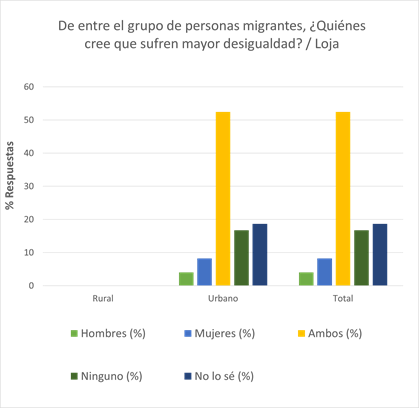 De entre el grupo de personas migrantes, ¿Quiénes
cree que sufren mayor desigualdad? / Loja
% Respuestas
60
50
40
30
20
10
0
Rural Urbano Total
Hombres (%) Mujeres (%) Ambos (%)
Ninguno (%) No lo sé (%)